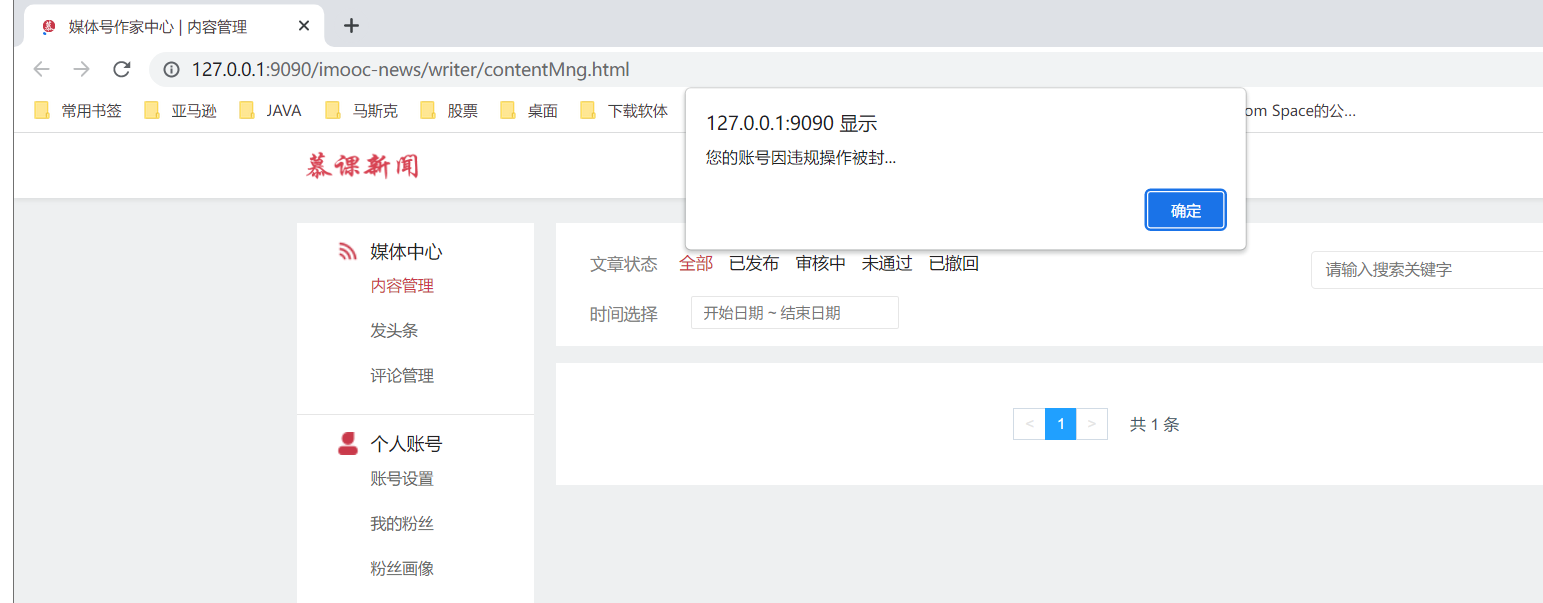 媒体号作家中心 | 内容管理
127.0.0.1:9090/imooc-news/writer/contentMng.html
常用书签 亚马逊 JAVA 马斯克 股票 桌面 下载软体 om Space的公...
127.0.0.1:9090 显示
您的账号因违规操作被封...
确定
慕课新闻
媒体中心
内容管理
发头条
评论管理
个人账号
账号设置
我的粉丝
粉丝画像
文章状态 全部 已发布 审核中 未通过 已撤回
请输入搜索关键字
时间选择 开始日期 ~ 结束日期
< 1 > 共 1 条